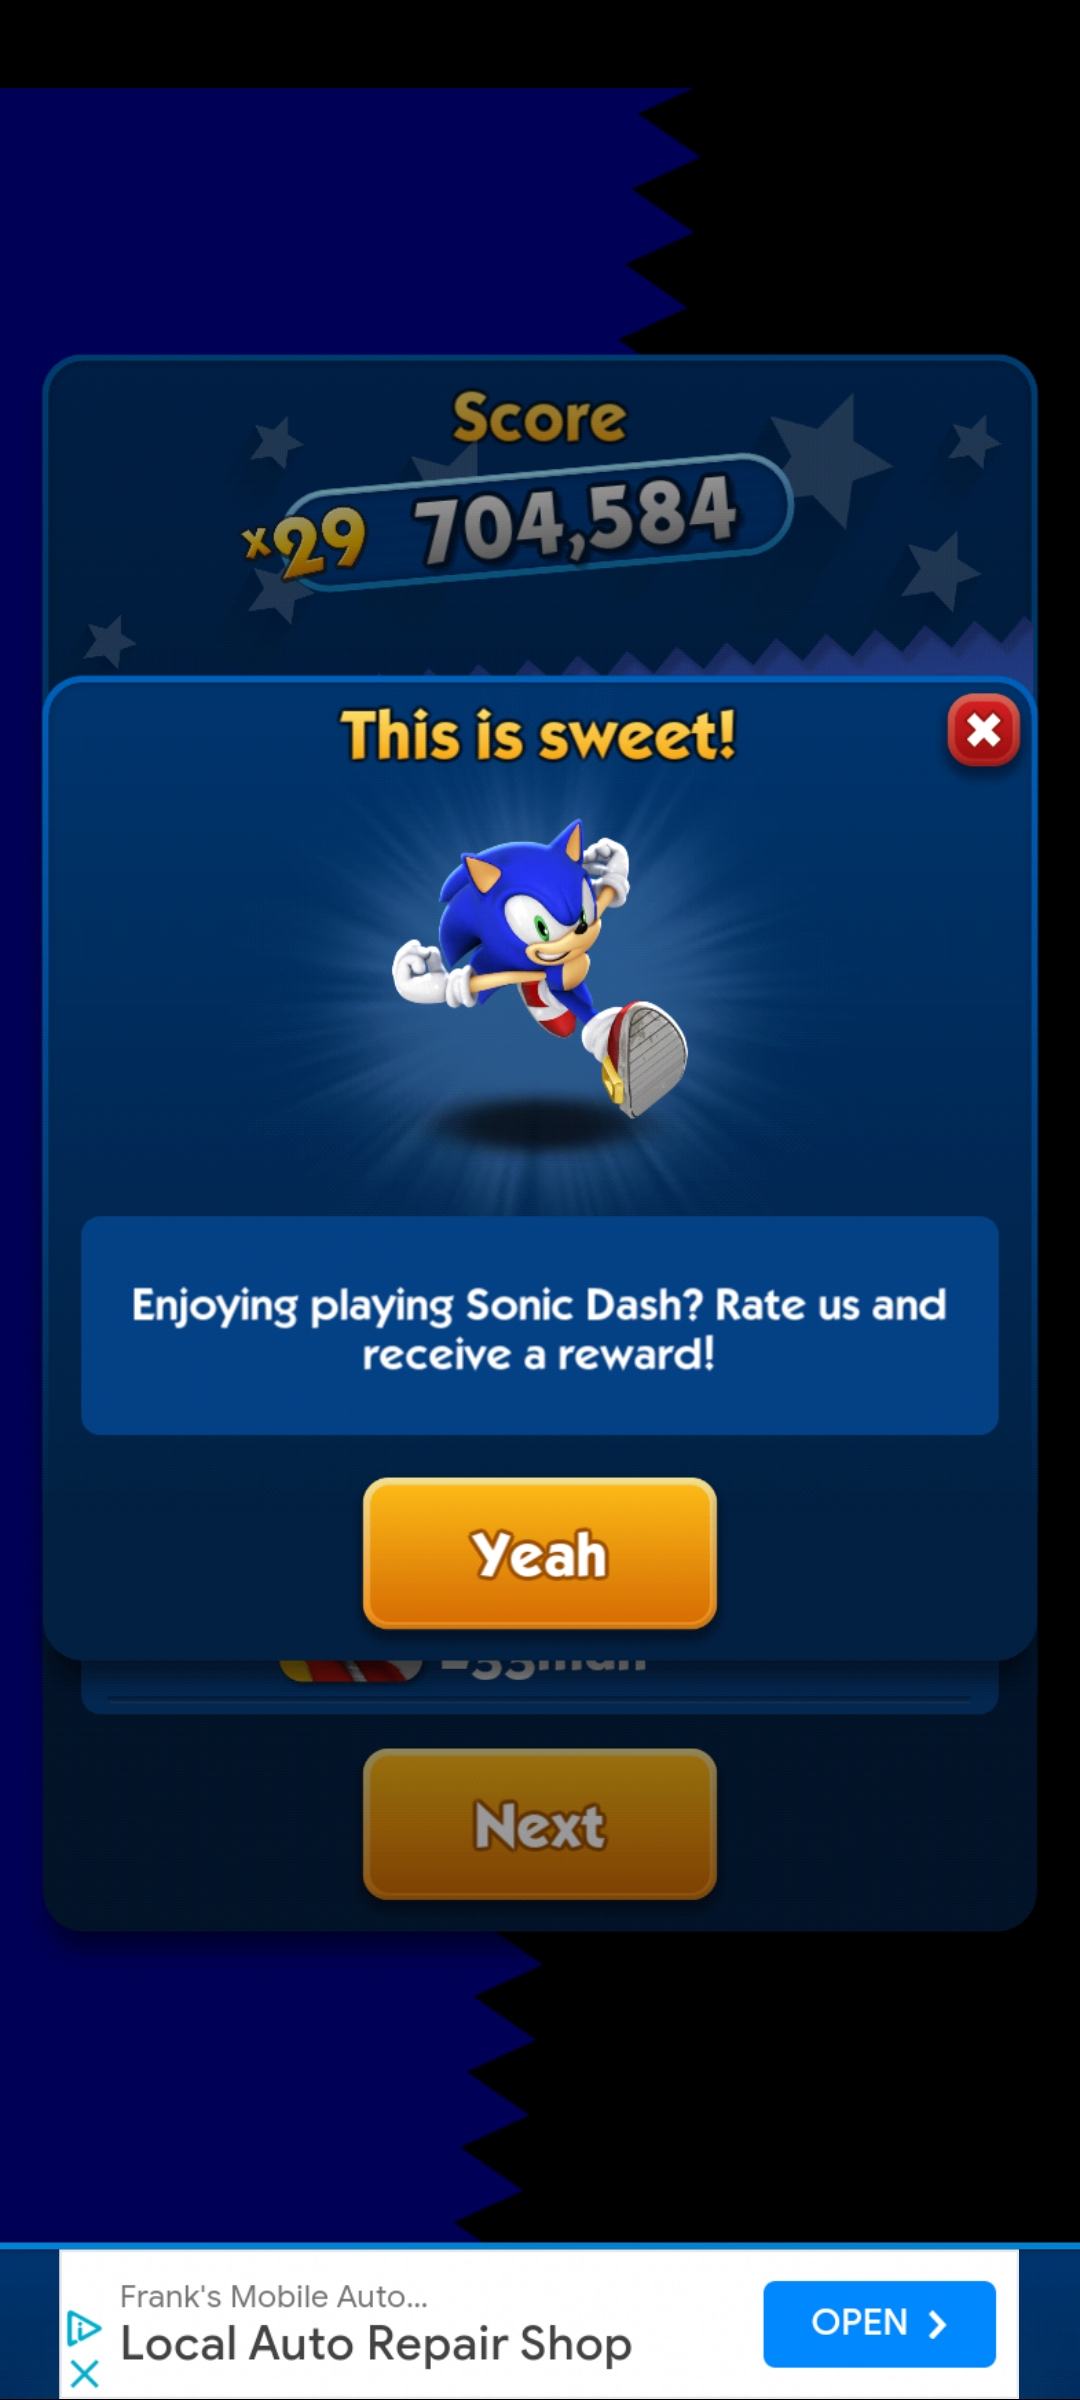 Score
x29 704,584
This is sweet!
Enjoying playing Sonic Dash? Rate us and
receive a reward!
Yeah
Next
Frank's Mobile Auto...
Local Auto Repair Shop
OPEN